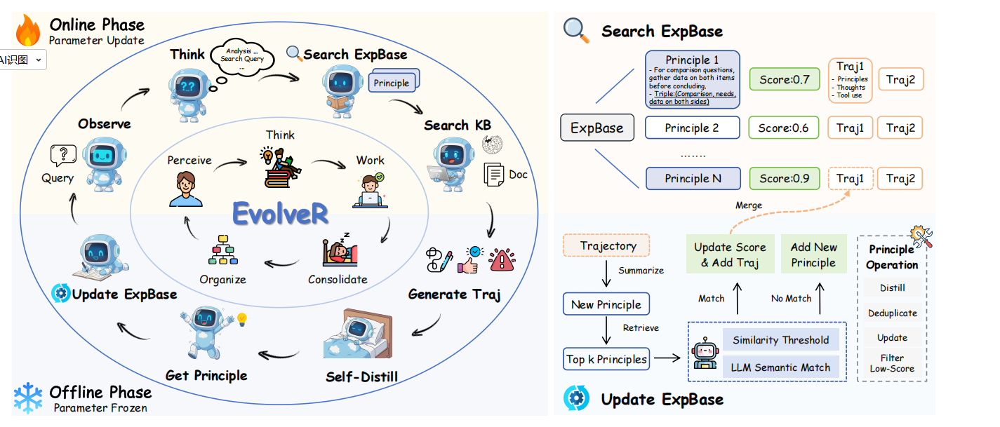 Online Phase
Parameter Update
AI识图
Think
Analysis ...
Search Query
...
Search ExpBase
Principle
Observe
?
Query
Search KB
Doc
Think
Perceive
Work
EvolveR
Organize
Consolidate
z
z
Update ExpBase
Generate Traj
Get Principle
Self-Distill
Offline Phase
Parameter Frozen
Search ExpBase
ExpBase
Principle 1
- For comparison questions,
gather data on both items
before concluding.
- Triple:(Comparison, needs,
data on both sides)
Score:0.7
Traj1
- Principles
- Thoughts
- Tool use
Traj2
Principle 2
Score:0.6
Traj1
Traj2
.......
Principle N
Score:0.9
Traj1
Traj2
Merge
Trajectory
Summarize
New Principle
Retrieve
Top k Principles
Update Score
& Add Traj
Add New
Principle
Match
No Match
Similarity Threshold
LLM Semantic Match
Principle
Operation
Distill
Deduplicate
Update
Filter
Low-Score
Update ExpBase